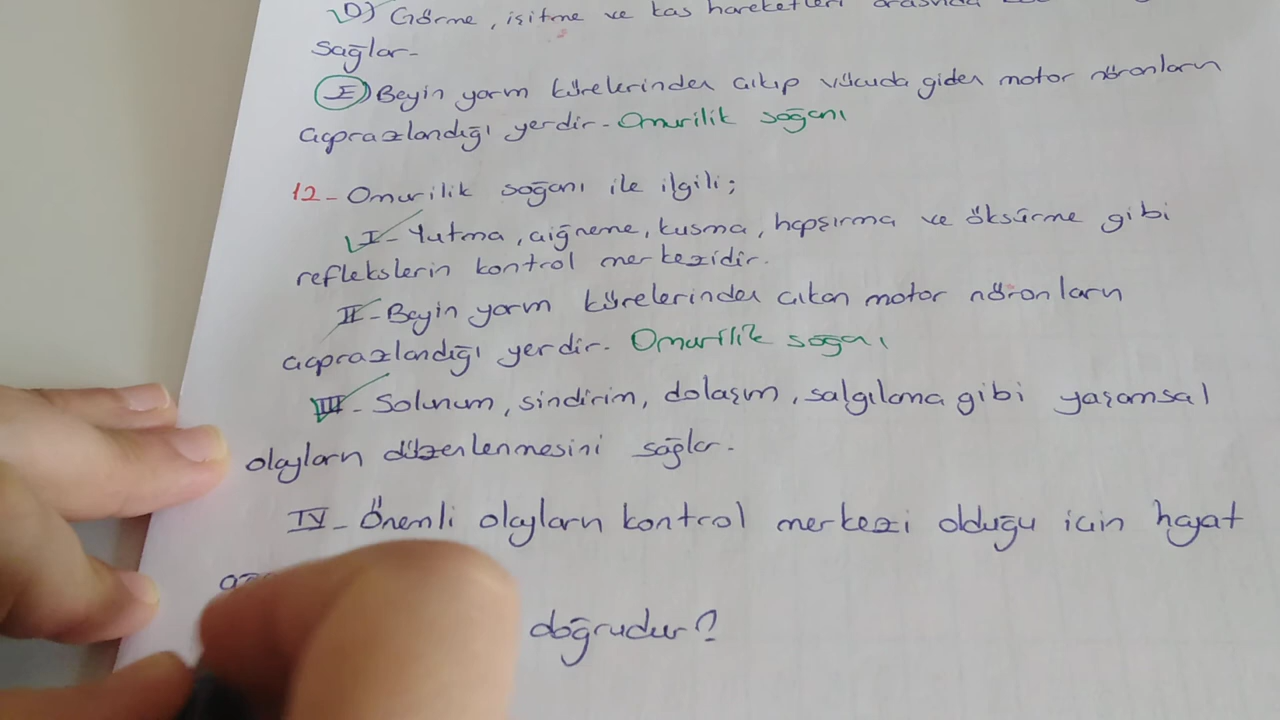 D) Görme, işitme ve kas hareketleri arasında
sağlar-
E) Beyin yarım kürelerinden çıkıp vücuda giden motor nöronların
çaprazlandığı yerdir- Omurilik soğanı
12- Omurilik soğanı ile ilgili;
I- Yutma, çiğneme, kusma, hapşırma ve öksürme gibi
reflekslerin kontrol merkezidir.
II- Beyin yarım kürelerinden çıkan motor nöronların
çaprazlandığı yerdir. Omurilik soğanı
III- Solunum, sindirim, dolaşım, salgılama gibi yaşamsal
olayların düzenlenmesini sağlar.
IV- Önemli olayların kontrol merkezi olduğu için hayat
doğrudur?